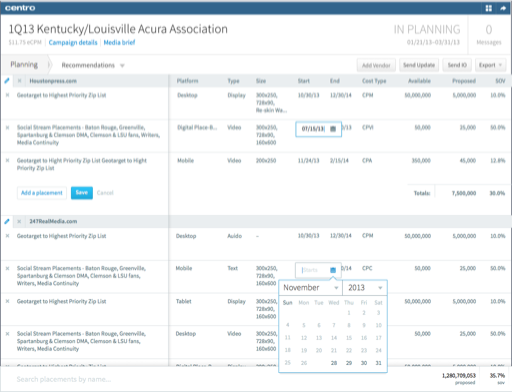 centro
1Q13 Kentucky/Louisville Acura Association
IN PLANNING
0
$11.75 eCPM | Campaign details | Media brief
01/21/13–03/31/13
Messages
Planning
Recommendations
Add Vendor
Send Update
Send IO
Export
Houstonpress.com
Platform
Type
Size
Start
End
Cost Type
Available
Proposed
SOV
Geotarget to Highest Priority Zip List
Desktop
Display
300x250,
728x90,
Re-skin Wa...
10/30/13
12/30/14
CPM
50,000,000
5,000,000
10.0%
Social Stream Placements - Baton Rouge, Greenville,
Spartanburg & Clemson DMA, Clemson & LSU fans, Writers,
Media Continuity
Digital Place-B...
Video
300x250,
728x90,
160x600
07/15/13
CPVI
50,000
25,000
50.0%
Geotarget to Hight Priority Zip List Geotarget to Hight
Priority Zip List
Mobile
Video
200x250
11/24/13
2/15/14
CPA
350,000
45,000
12.8%
Add a placement
Save
Cancel
Totals:
7,500,000
30.0%
247RealMedia.com
Geotarget to Highest Priority Zip List
Desktop
Auido
–
10/30/13
12/30/14
CPM
50,000,000
5,000,000
10.0%
Social Stream Placements - Baton Rouge, Greenville,
Spartanburg & Clemson DMA, Clemson & LSU fans,
Writers, Media Continuity
Mobile
Text
300x250,
728x90,
160x600
CPC
50,000
25,000
50.0%
November
2013
Sun Mon Tue Wed Thu Fri Sat
1 2 3
4 5 6 7 8 9 10
11 12 13 14 15 16 17
18 19 20 21 22 23 24
28 29 30 31
Geotarget to Highest Priority Zip List
Tablet
Display
300x250,
728x90,
160x600
50,000,000
5,000,000
10.0%
Social Stream Placements - Baton Rouge, Greenville,
Spartanburg & Clemson DMA, Clemson & LSU fans,
Writers, Media Continuity
Desktop
Video
300x250,
728x90,
160x600
50,000
25,000
50.0%
Search placements by name...
1,280,709,053
proposed
35.7%
sov